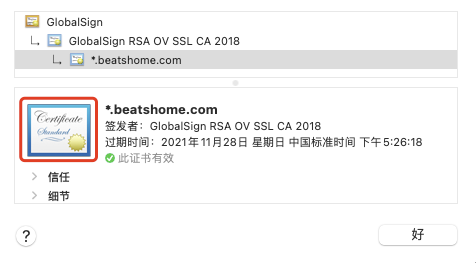 GlobalSign
GlobalSign RSA OV SSL CA 2018
*.beatshome.com
Certificate
Standard
*.beatshome.com
签发者：GlobalSign RSA OV SSL CA 2018
过期时间：2021年11月28日 星期日 中国标准时间 下午5:26:18
此证书有效
信任
细节
?
好